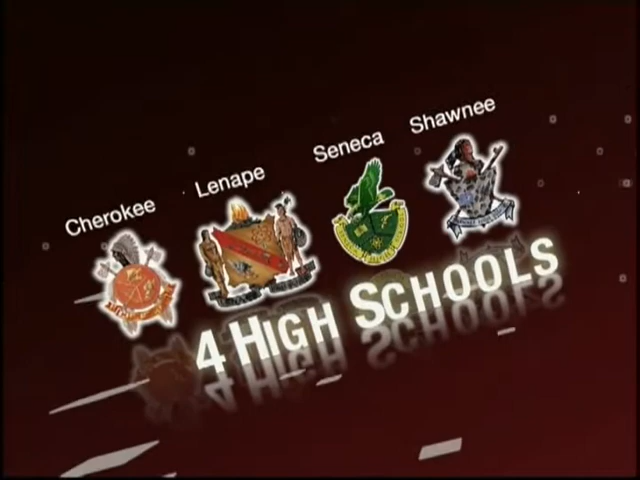 Cherokee
Lenape
Seneca
Shawnee
4 HIGH SCHOOLS